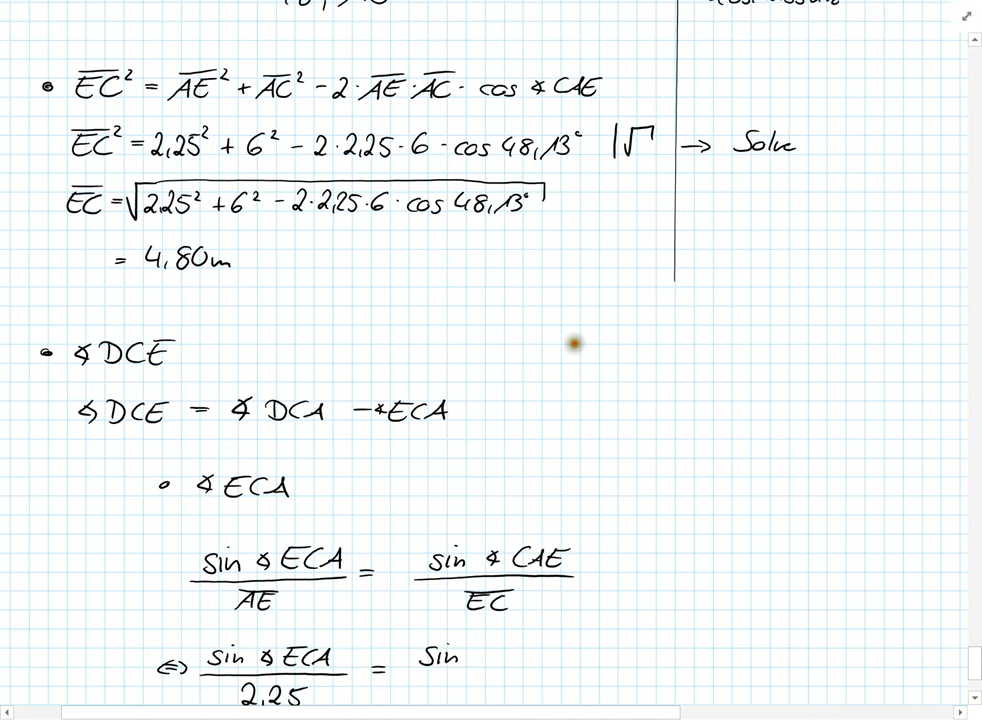 • EC² = AE² + AC² - 2 · AE · AC · cos ∢ CAE
EC² = 2,25² + 6² - 2 · 2,25 · 6 · cos 48,13° |√ → Solve
EC = √2,25² + 6² - 2 · 2,25 · 6 · cos 48,13°
= 4,80m
• ∢ DCE
∢ DCE = ∢ DCA - ∢ ECA
∘ ∢ ECA
sin ∢ ECA / AE = sin ∢ CAE / EC
⇔ sin ∢ ECA / 2,25 = sin